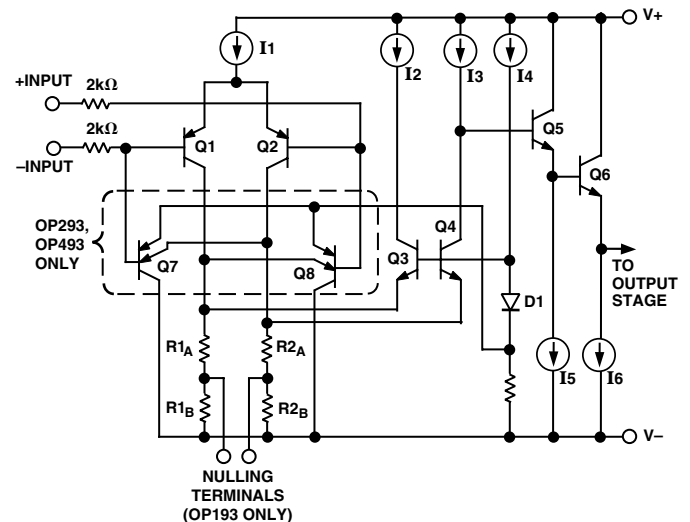 V+
I1
I2
I3
I4
+INPUT
2kΩ
2kΩ
–INPUT
Q1
Q2
Q5
Q6
OP293,
OP493
ONLY
Q4
Q3
Q7
Q8
TO
OUTPUT
STAGE
D1
R1A
R2A
I5
I6
R1B
R2B
V–
NULLING
TERMINALS
(OP193 ONLY)